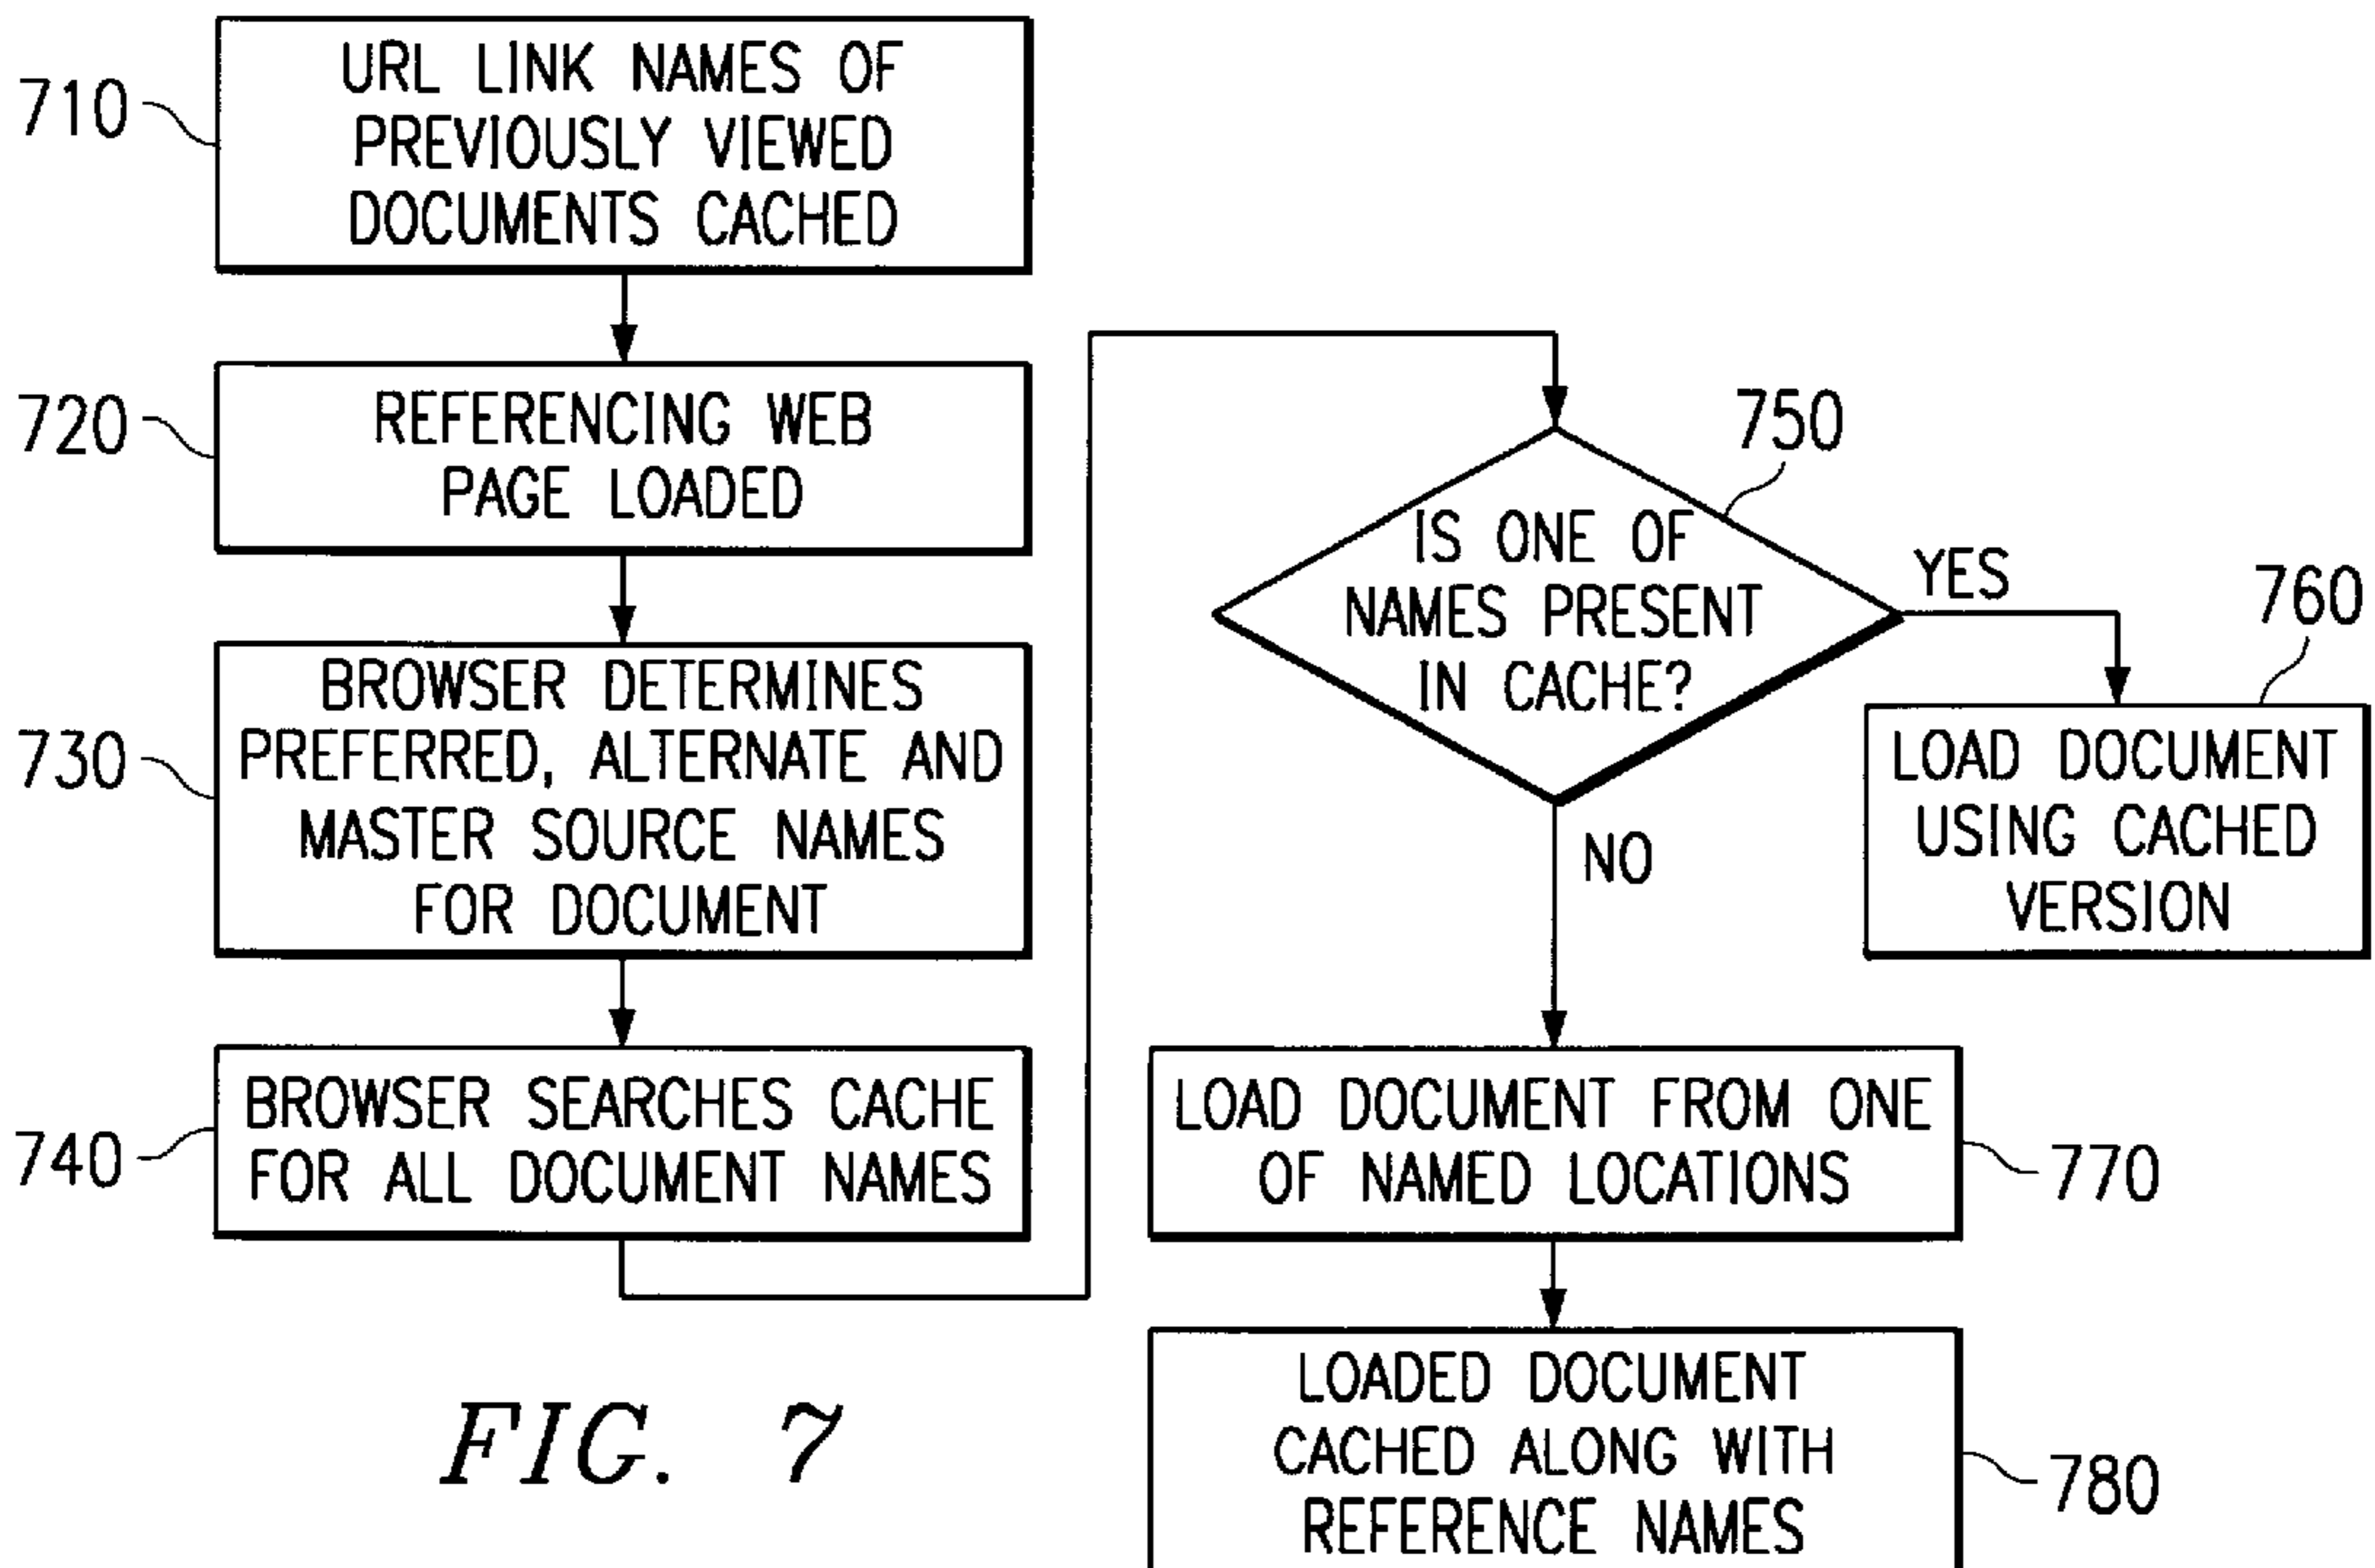 710
URL LINK NAMES OF
PREVIOUSLY VIEWED
DOCUMENTS CACHED
720
REFERENCING WEB
PAGE LOADED
730
BROWSER DETERMINES
PREFERRED, ALTERNATE AND
MASTER SOURCE NAMES
FOR DOCUMENT
740
BROWSER SEARCHES CACHE
FOR ALL DOCUMENT NAMES
750
IS ONE OF
NAMES PRESENT
IN CACHE?
YES
760
LOAD DOCUMENT
USING CACHED
VERSION
NO
LOAD DOCUMENT FROM ONE
OF NAMED LOCATIONS
770
LOADED DOCUMENT
CACHED ALONG WITH
REFERENCE NAMES
780
FIG. 7